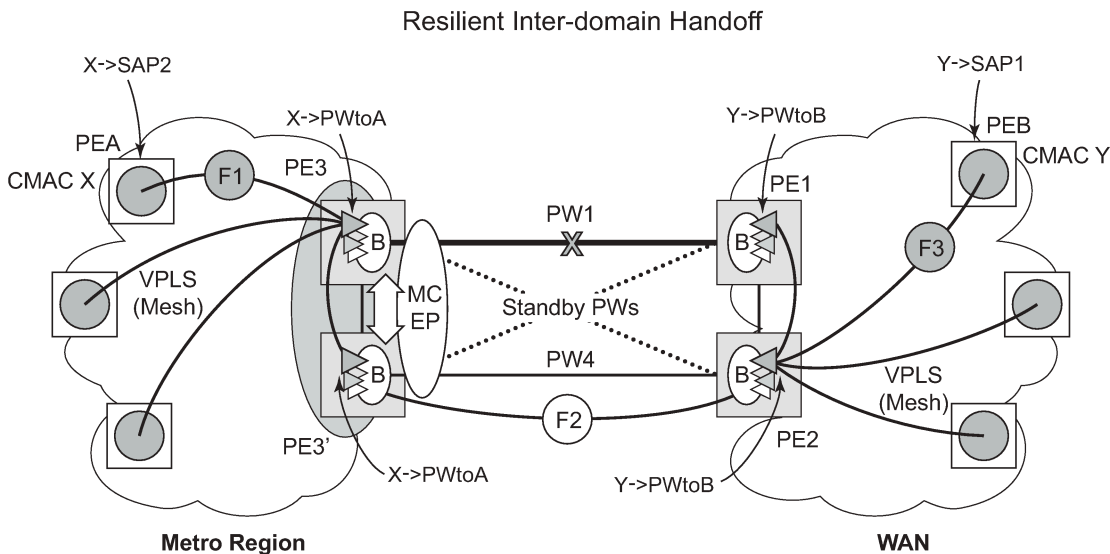 Resilient Inter-domain Handoff
X->SAP2
Y->SAP1
X->PWtoA
Y->PWtoB
PEA
PEB
CMAC X
F1
PE3
PE1
CMAC Y
PW1
B
B
X
F3
VPLS
(Mesh)
MC
EP
Standby PWs
PW4
B
B
VPLS
(Mesh)
F2
PE3’
PE2
X->PWtoA
Y->PWtoB
Metro Region
WAN